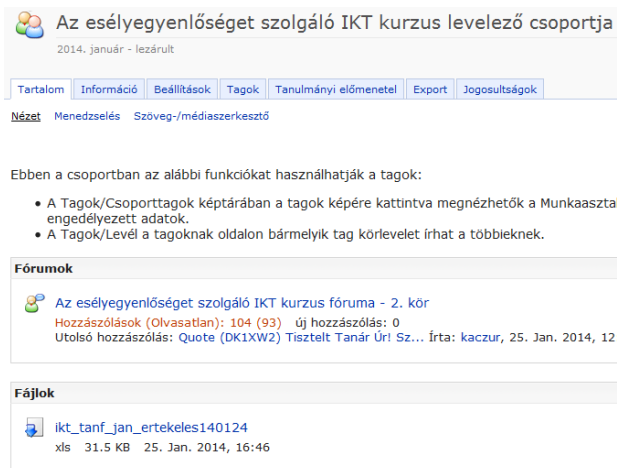 Az esélyegyenlőséget szolgáló IKT kurzus levelező csoportja
2014. január - lezárult
Tartalom Információ Beállítások Tagok Tanulmányi előmenetel Export Jogosultságok
Nézet Menedzselés Szöveg-/médiaszerkesztő
Ebben a csoportban az alábbi funkciókat használhatják a tagok:
• A Tagok/Csoporttagok képtárában a tagok képére kattintva megnézhetők a
engedélyezett adatok.
• A Tagok/Levél a tagoknak oldalon bármelyik tag körlevelet írhat a többieknek.
Fórumok
Az esélyegyenlőséget szolgáló IKT kurzus fóruma - 2. kör
Hozzászólások (Olvasatlan): 104 (93) új hozzászólás: 0
Utolsó hozzászólás: Quote (DK1XW2) Tisztelt Tanár Úr! Sz... Írta: kaczur, 25. Jan. 2014, 12
Fájlok
ikt_tanf_jan_ertekeles140124
xls 31.5 KB 25. Jan. 2014, 16:46